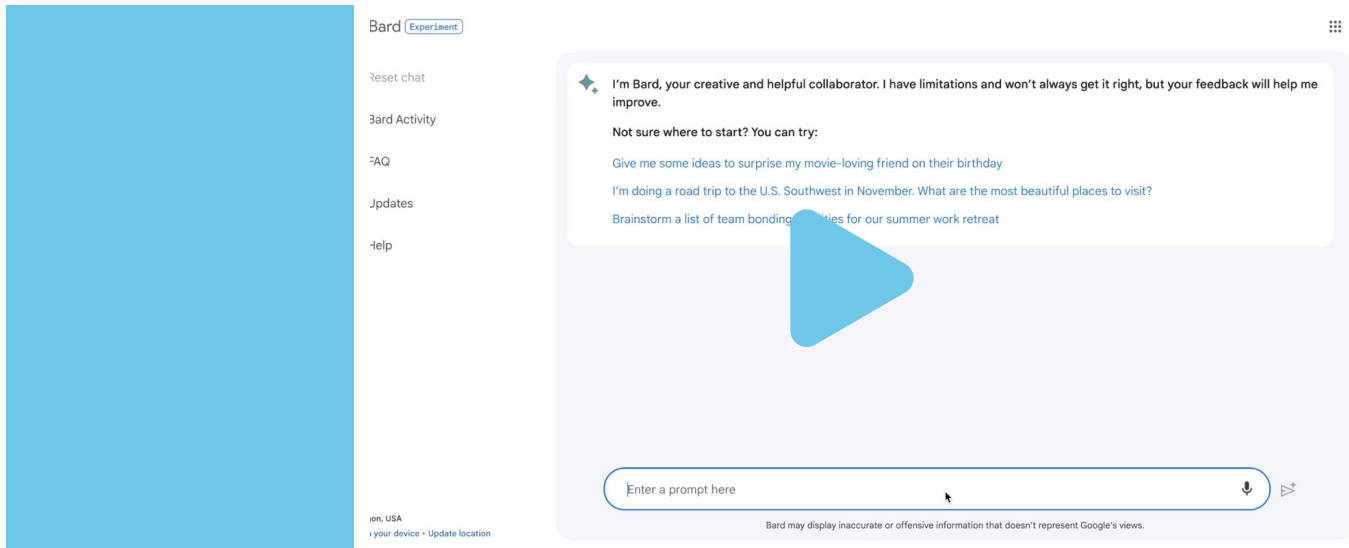 Bard Experiment
Reset chat
Bard Activity
FAQ
Updates
Help
I'm Bard, your creative and helpful collaborator. I have limitations and won't always get it right, but your feedback will help me
improve.
Not sure where to start? You can try:
Give me some ideas to surprise my movie-loving friend on their birthday
I'm doing a road trip to the U.S. Southwest in November. What are the most beautiful places to visit?
Brainstorm a list of team bonding for our summer work retreat
Enter a prompt here
Bard may display inaccurate or offensive information that doesn't represent Google's views.
USA
your device • Update location